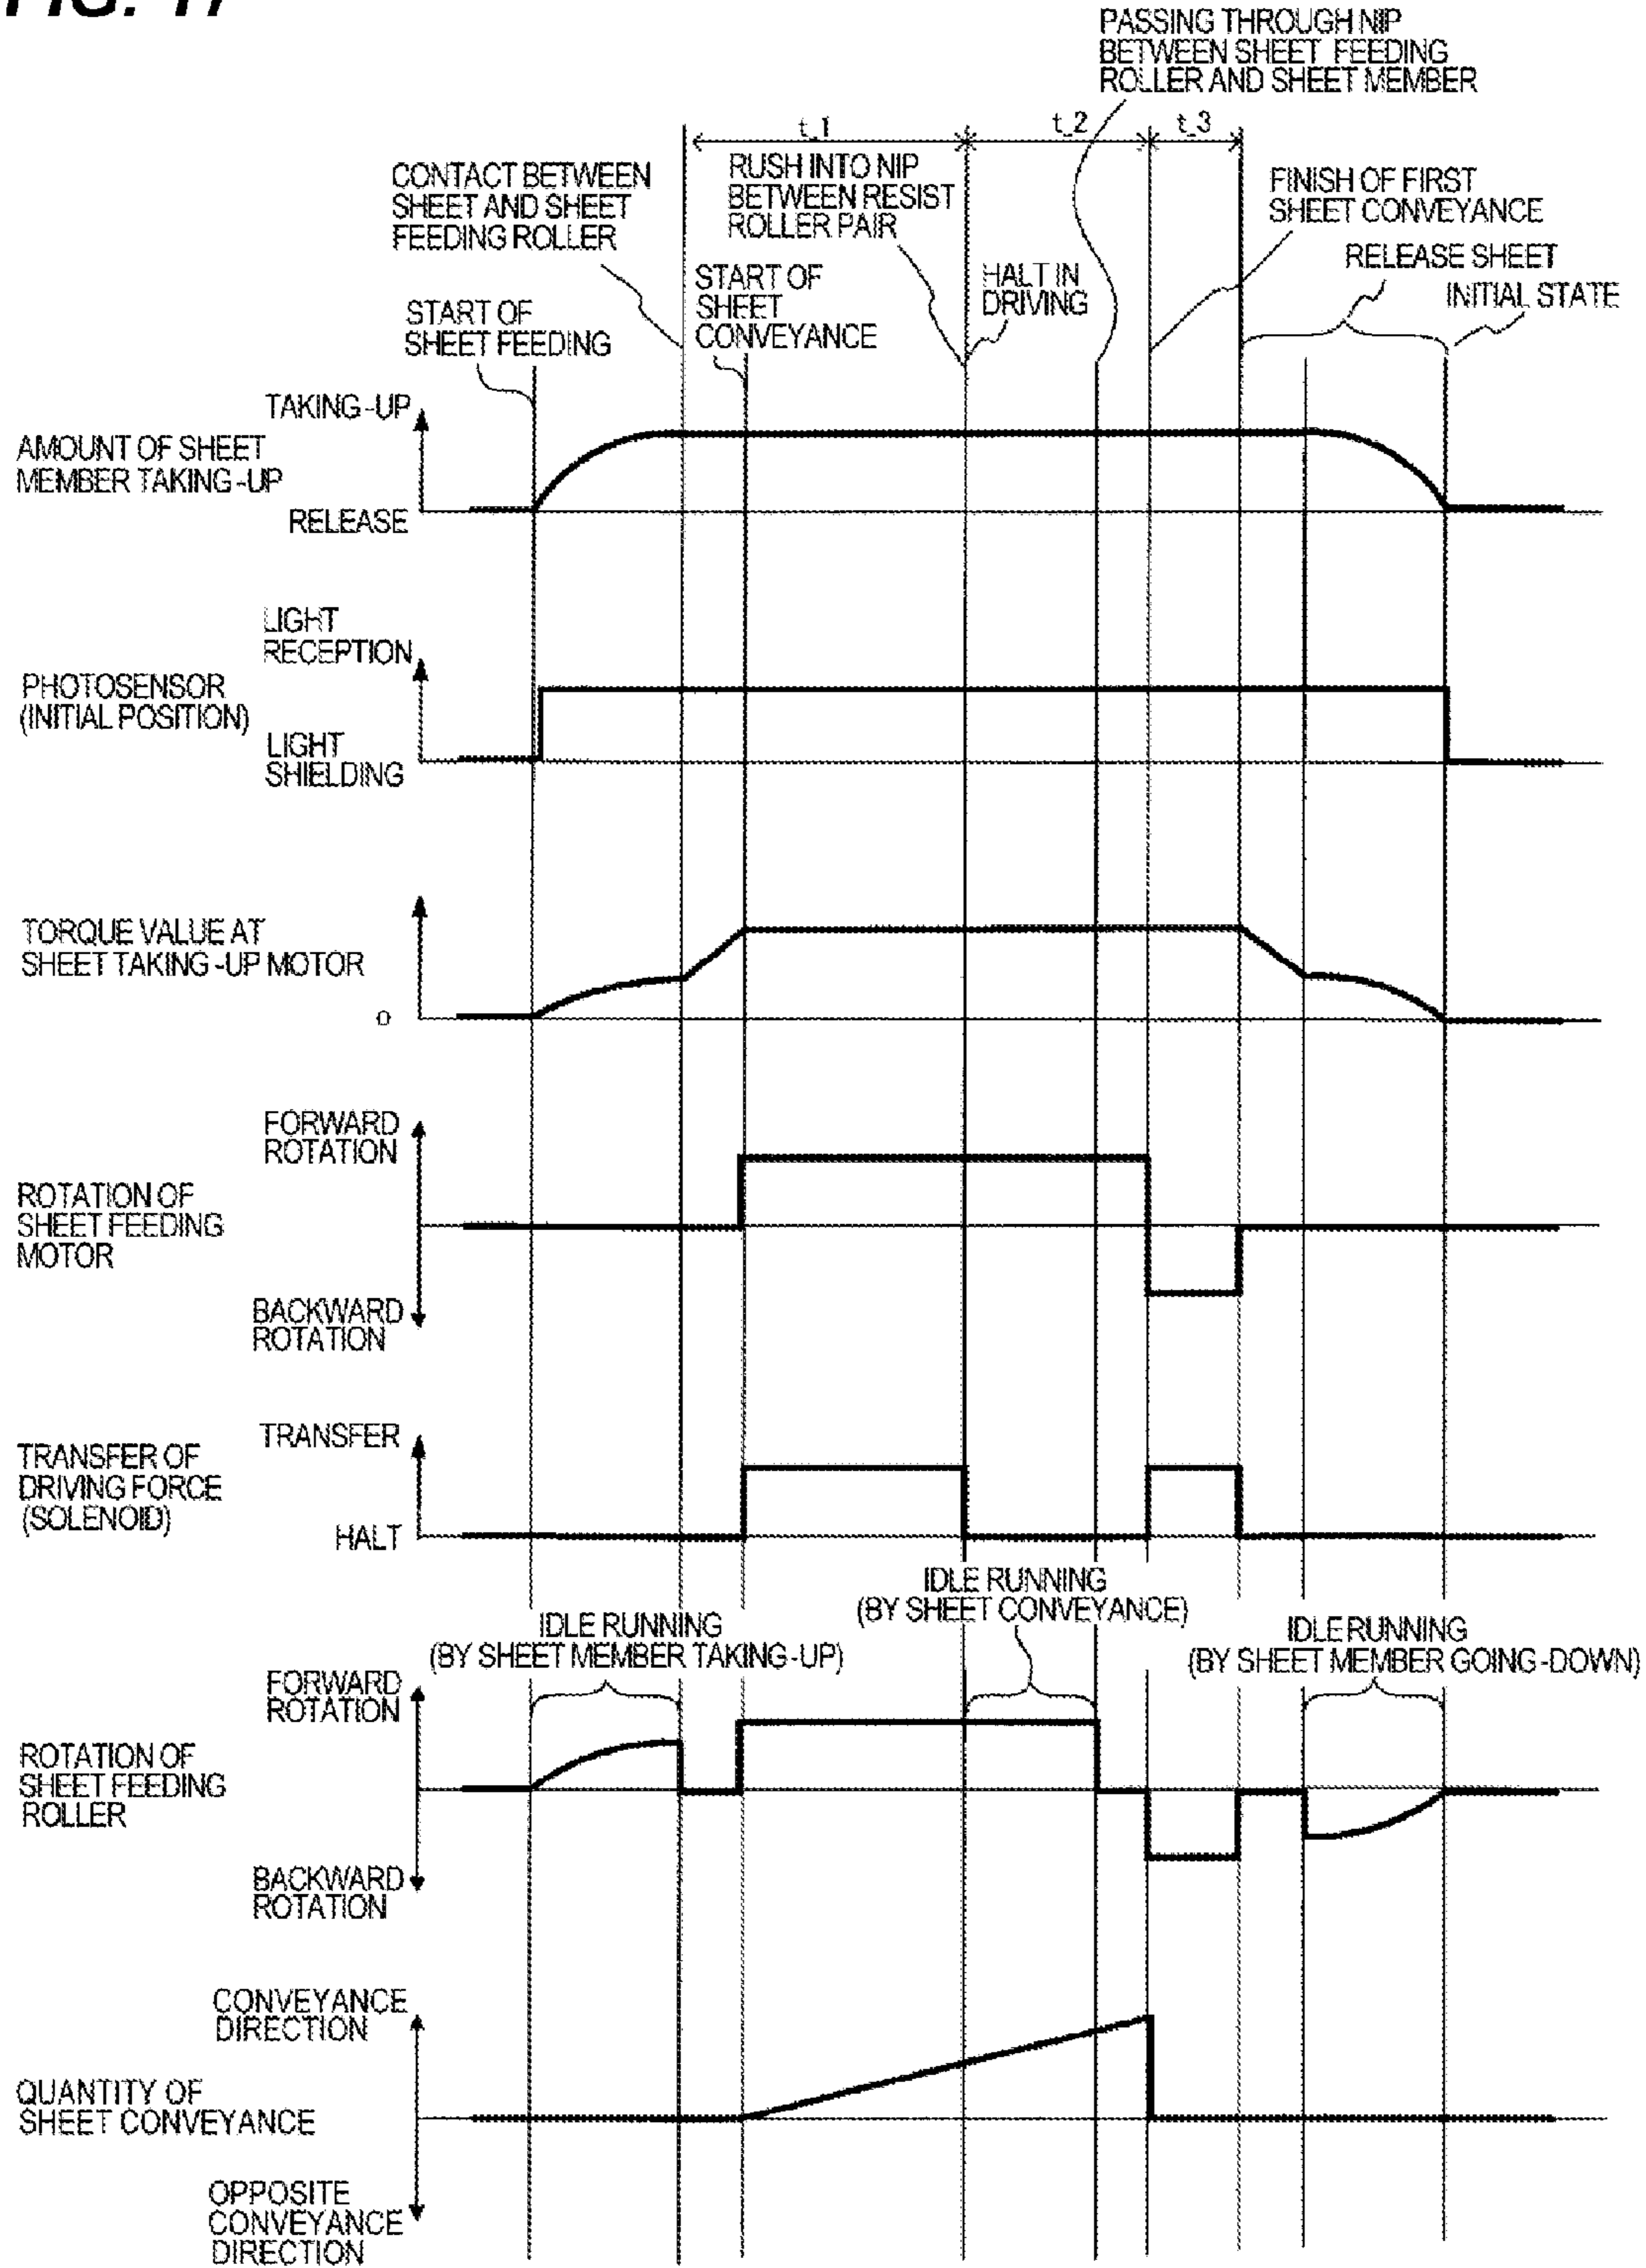 FIG. 17
PASSING THROUGH NIP
BETWEEN SHEET FEEDING
ROLLER AND SHEET MEMBER
t_1
t_2
t_3
CONTACT BETWEEN
SHEET AND SHEET
FEEDING ROLLER
RUSH INTO NIP
BETWEEN RESIST
ROLLER PAIR
FINISH OF FIRST
SHEET CONVEYANCE
START OF
SHEET
CONVEYANCE
HALT IN
DRIVING
RELEASE SHEET
INITIAL STATE
START OF
SHEET FEEDING
TAKING-UP
AMOUNT OF SHEET
MEMBER TAKING-UP
RELEASE
LIGHT
RECEPTION
PHOTOSENSOR
(INITIAL POSITION)
LIGHT
SHIELDING
TORQUE VALUE AT
SHEET TAKING-UP MOTOR
0
FORWARD
ROTATION
ROTATION OF
SHEET FEEDING
MOTOR
BACKWARD
ROTATION
TRANSFER
TRANSFER OF
DRIVING FORCE
(SOLENOID)
HALT
IDLE RUNNING
(BY SHEET MEMBER TAKING-UP)
IDLE RUNNING
(BY SHEET CONVEYANCE)
IDLE RUNNING
(BY SHEET MEMBER GOING-DOWN)
FORWARD
ROTATION
ROTATION OF
SHEET FEEDING
ROLLER
BACKWARD
ROTATION
CONVEYANCE
DIRECTION
QUANTITY OF
SHEET CONVEYANCE
OPPOSITE
CONVEYANCE
DIRECTION